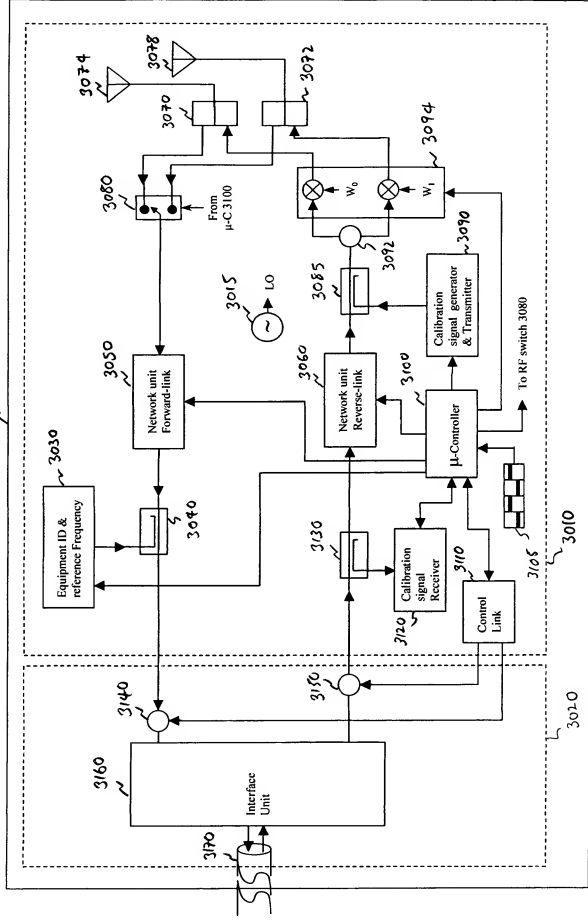 3074
3078
3070
3072
3080
From
μ-C 3100
3094
W₀
W₁
3092
3015
LO
3085
3090
Calibration
signal generator
& Transmitter
3050
Network unit
Forward-link
3060
Network unit
Reverse-link
3100
μ-Controller
To RF switch 3080
3030
Equipment ID &
reference Frequency
3040
3130
Calibration
signal
Receiver
3120
3105
3110
Control
Link
3010
3140
3150
3160
Interface
Unit
3170
3020